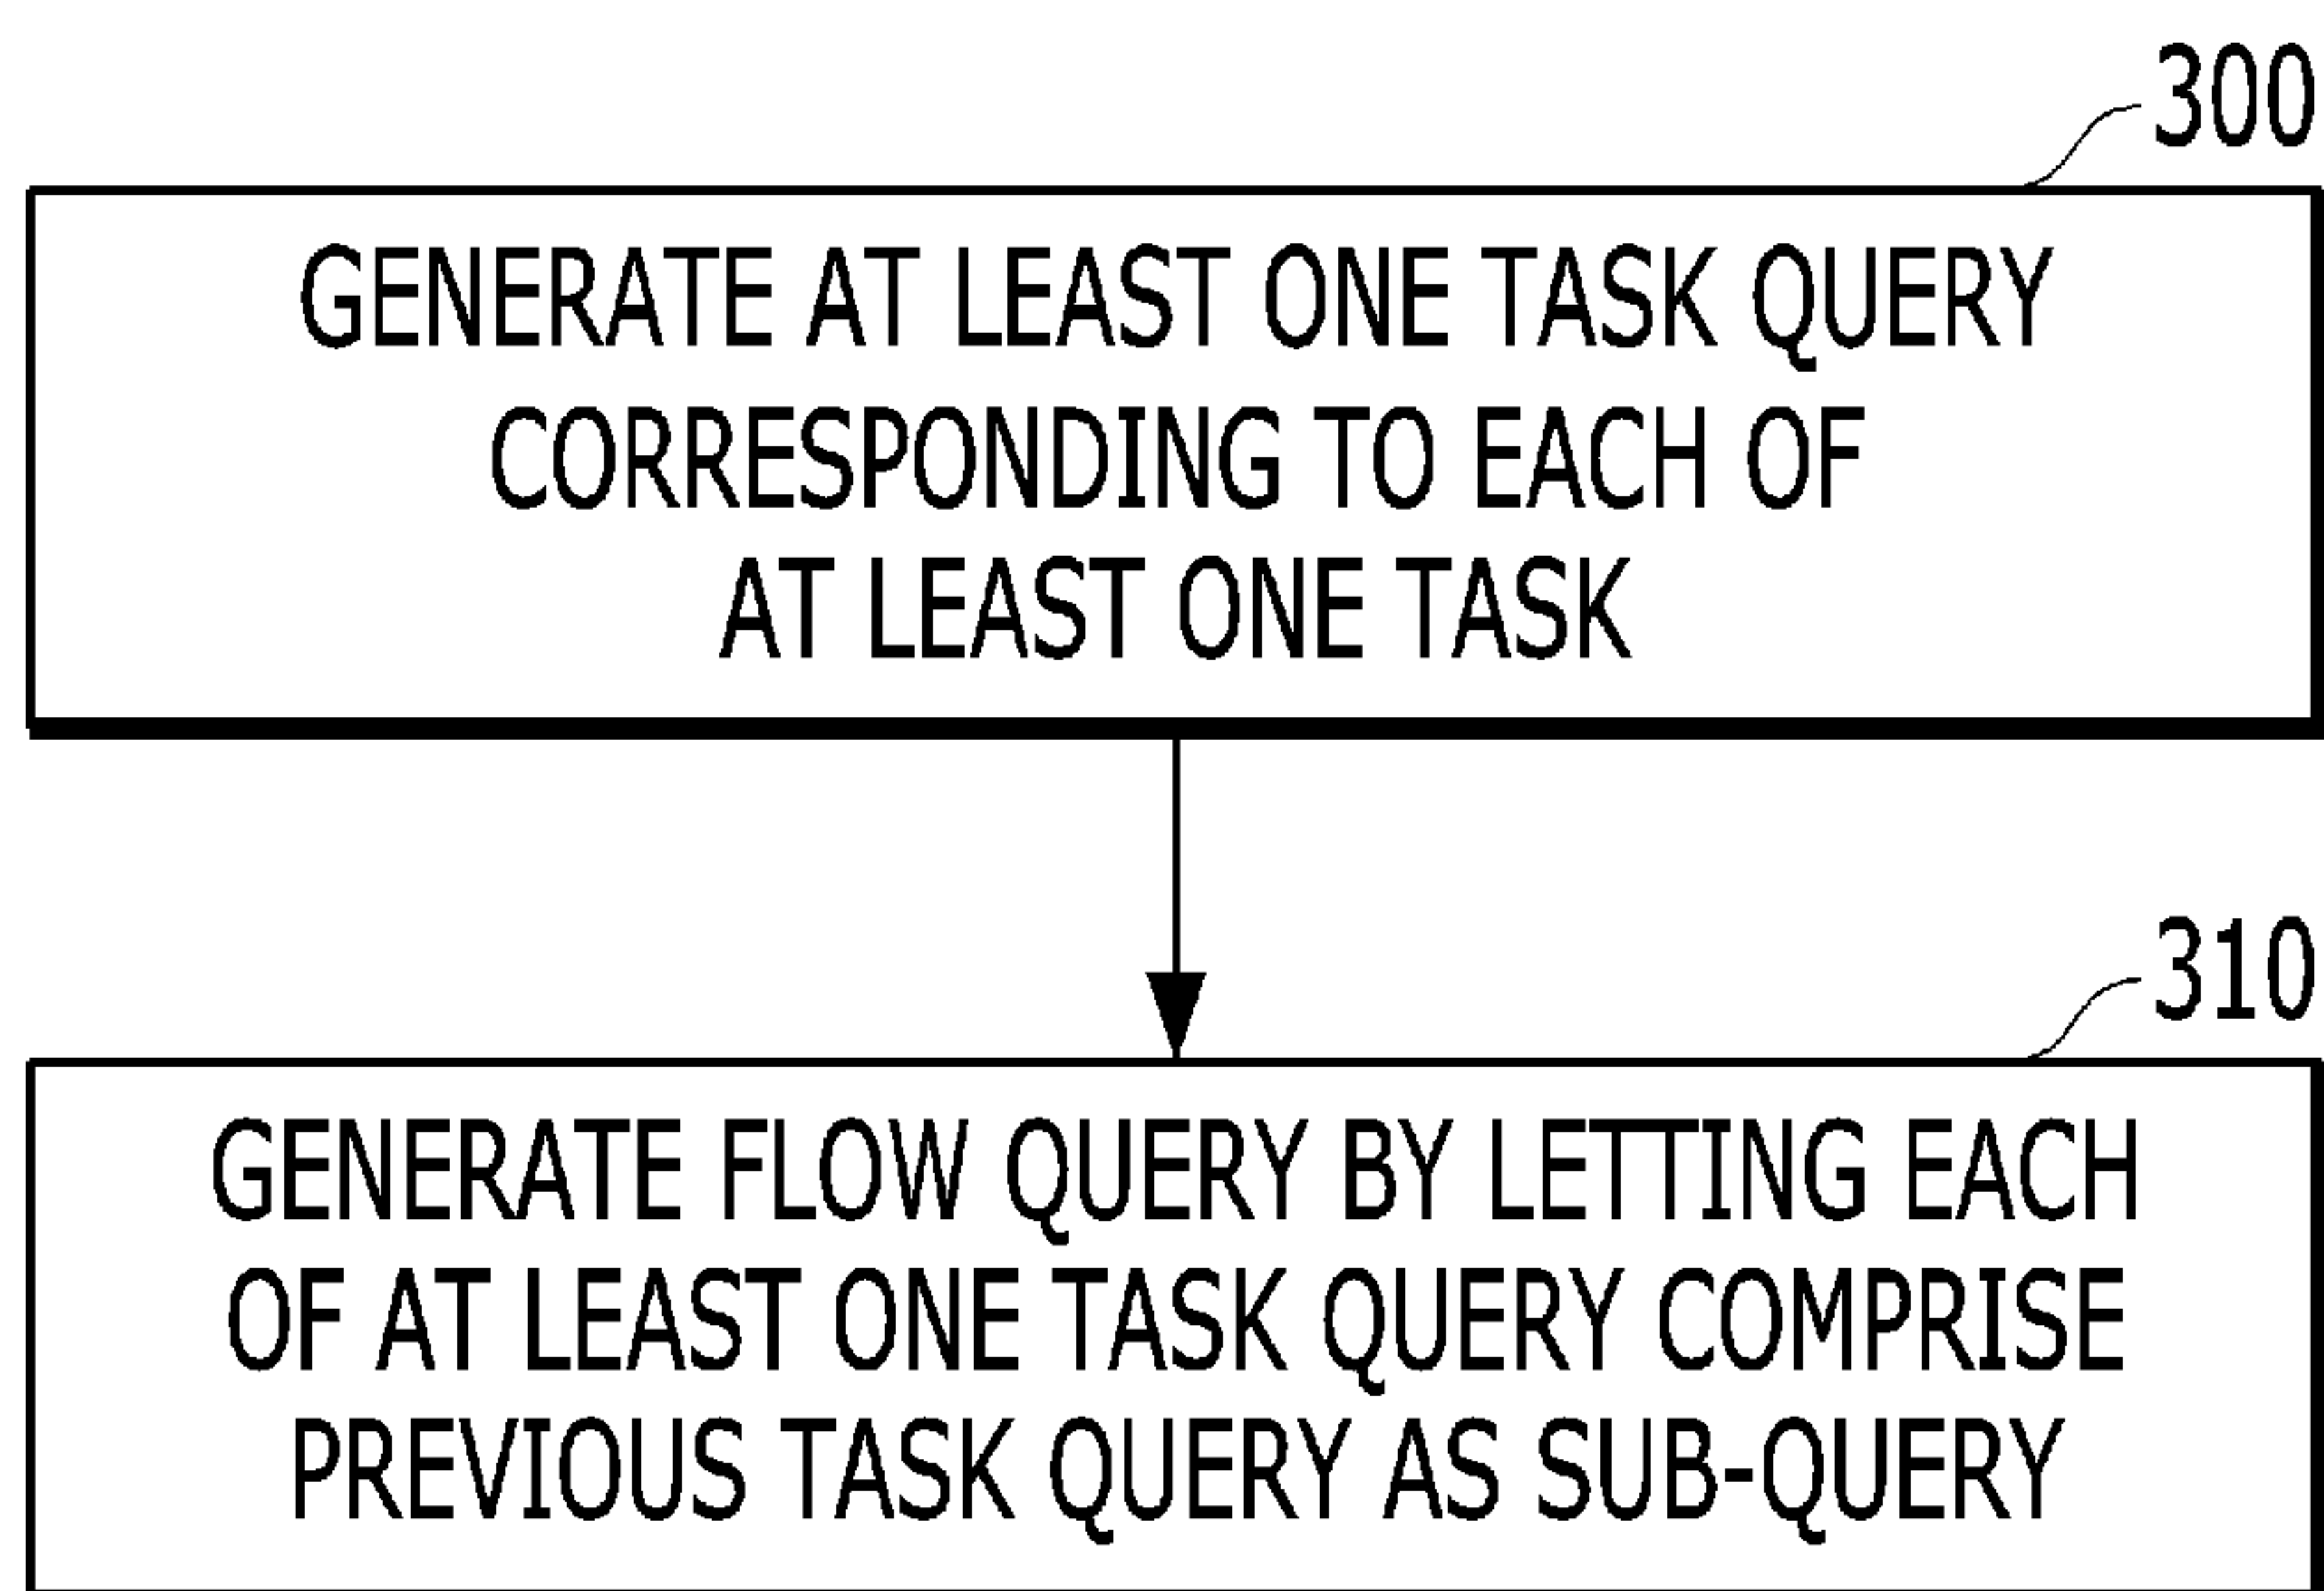 300
GENERATE AT LEAST ONE TASK QUERY
CORRESPONDING TO EACH OF
AT LEAST ONE TASK
310
GENERATE FLOW QUERY BY LETTING EACH
OF AT LEAST ONE TASK QUERY COMPRISE
PREVIOUS TASK QUERY AS SUB-QUERY